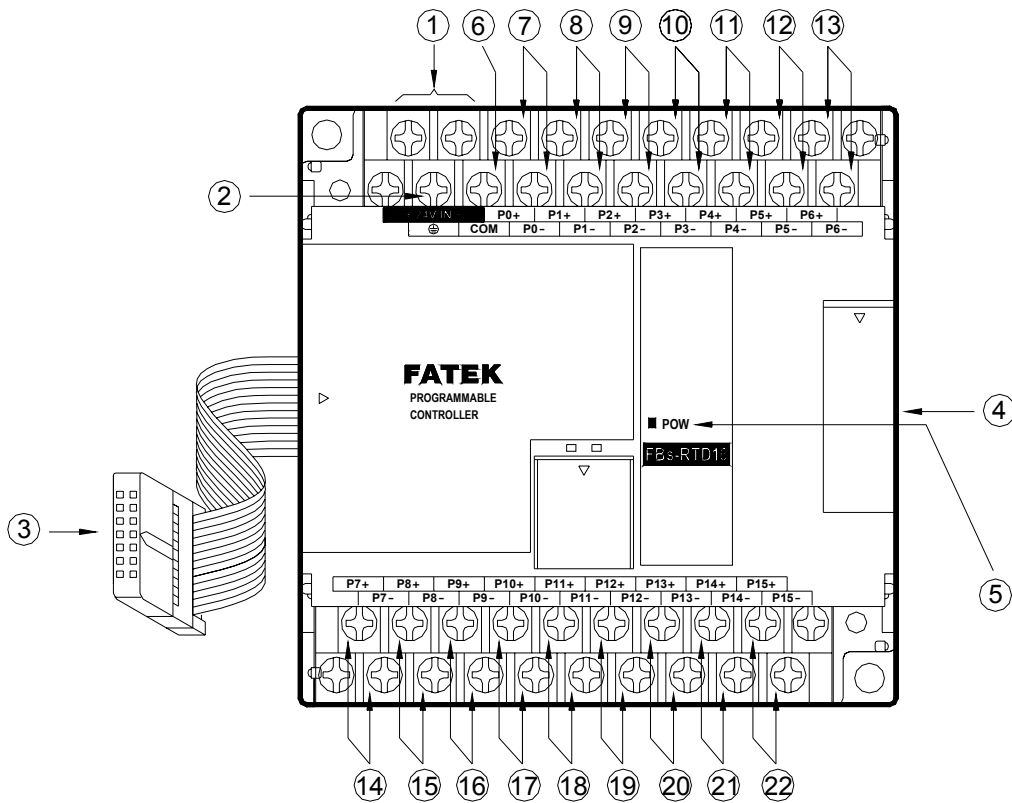 1 6 7 8 9 10 11 12 13
2
24V IN P0+ P1+ P2+ P3+ P4+ P5+ P6+
COM P0- P1- P2- P3- P4- P5- P6-
FATEK
PROGRAMMABLE
CONTROLLER
4
POW
FBs-RTD16
3
5
P7+ P8+ P9+ P10+ P11+ P12+ P13+ P14+ P15+
P7- P8- P9- P10- P11- P12- P13- P14- P15-
14 15 16 17 18 19 20 21 22